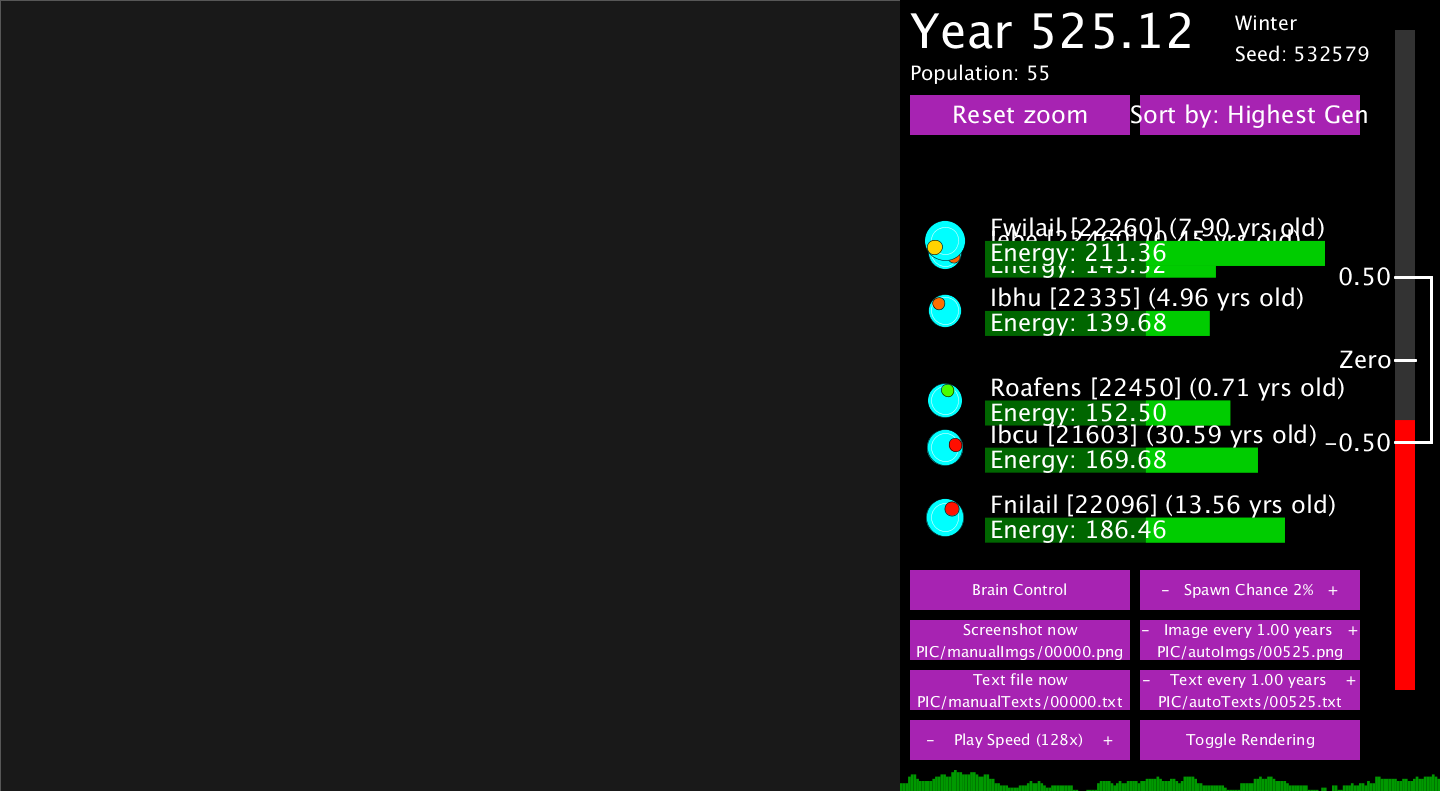 Year 525.12
Winter
Seed: 532579
Population: 55
Reset zoom
Sort by: Highest Gen
Fwilail [22260] (7.90 yrs old)
Energy: 211.36
Ibhu [22335] (4.96 yrs old)
Energy: 139.68
Roafens [22450] (0.71 yrs old)
Energy: 152.50
Ibcu [21603] (30.59 yrs old)
Energy: 169.68
Fnilail [22096] (13.56 yrs old)
Energy: 186.46
0.50
Zero
-0.50
Brain Control
- Spawn Chance 2% +
Screenshot now
PIC/manualImgs/00000.png
- Image every 1.00 years +
PIC/autoImgs/00525.png
Text file now
PIC/manualTexts/00000.txt
- Text every 1.00 years +
PIC/autoTexts/00525.txt
- Play Speed (128x) +
Toggle Rendering